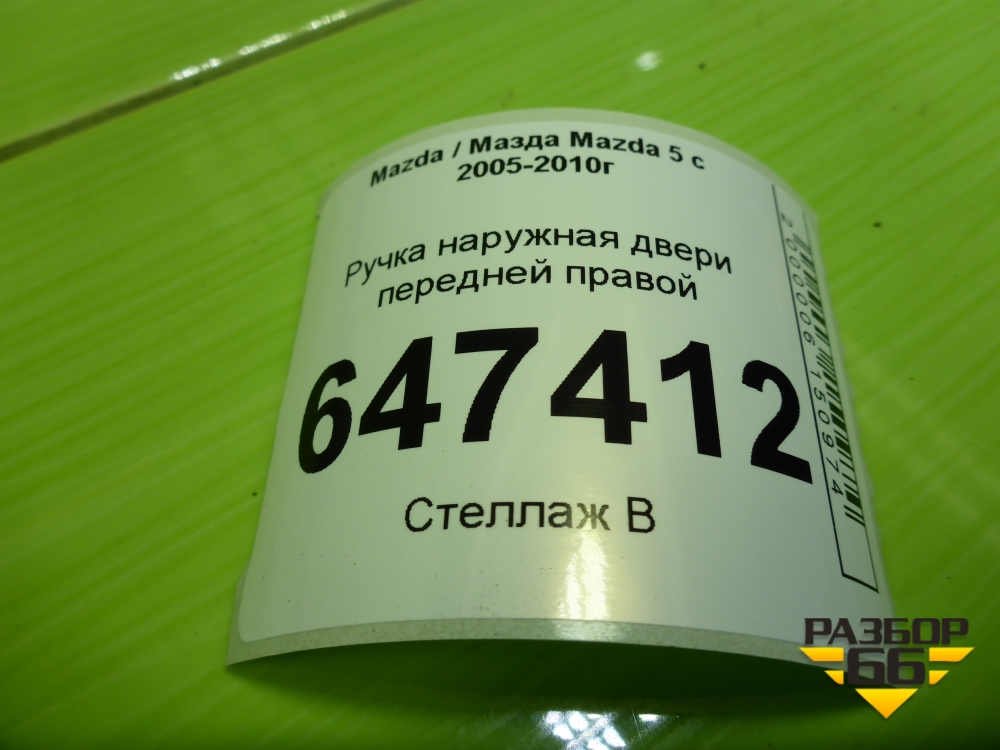 Mazda / Мазда Mazda 5 с
2005-2010г
Ручка наружная двери
передней правой
647412
Стеллаж В
2000006150974
РАЗБОР
66